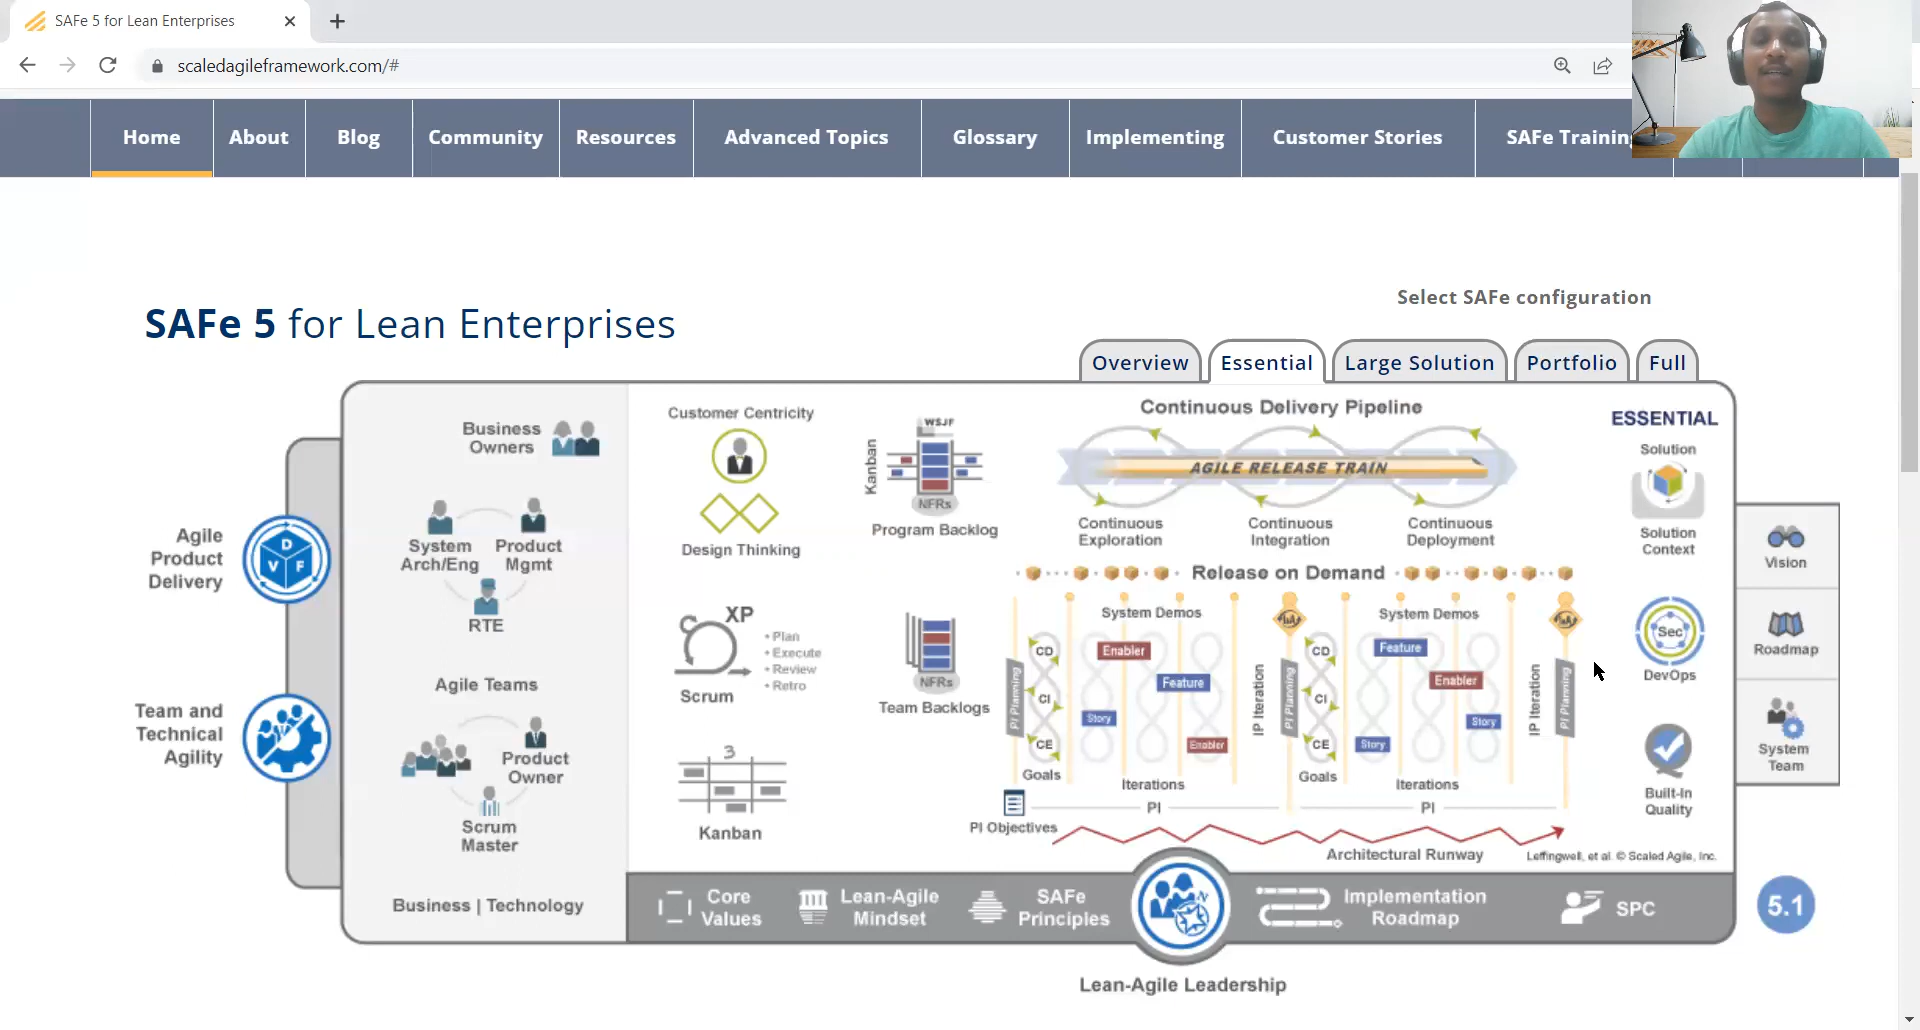 SAFe 5 for Lean Enterprises
scaledagileframework.com/#
Home
About
Blog
Community
Resources
Advanced Topics
Glossary
Implementing
Customer Stories
SAFe Training
Select SAFe configuration
SAFe 5 for Lean Enterprises
Overview
Essential
Large Solution
Portfolio
Full
Agile
Product
Delivery
D
V F
Team and
Technical
Agility
Business
Owners
System
Arch/Eng
Product
Mgmt
RTE
Agile Teams
Product
Owner
Scrum
Master
Business | Technology
Customer Centricity
Design Thinking
XP
• Plan
• Execute
• Review
• Retro
Scrum
3
Kanban
WSJF
Kanban
NFRs
Program Backlog
NFRs
Team Backlogs
Continuous Delivery Pipeline
AGILE RELEASE TRAIN
Continuous
Exploration
Continuous
Integration
Continuous
Deployment
Release on Demand
System Demos
System Demos
PI Planning
CD
CI
CE
Goals
Enabler
Feature
Story
Enabler
Iterations
IP Iteration
I&A
PI Planning
CD
CI
CE
Goals
Feature
Enabler
Story
Story
Iterations
IP Iteration
I&A
PI Planning
PI Objectives
PI
PI
Architectural Runway
Leffingwell, et al. © Scaled Agile, Inc.
ESSENTIAL
Solution
Solution
Context
Sec
DevOps
Built-In
Quality
Vision
Roadmap
System
Team
Core
Values
Lean-Agile
Mindset
SAFe
Principles
Implementation
Roadmap
SPC
5.1
Lean-Agile Leadership